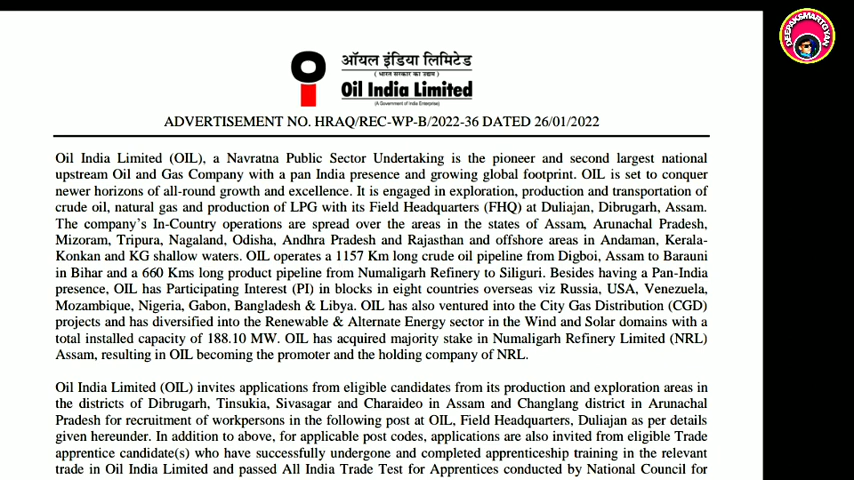 ऑयल इंडिया लिमिटेड
(भारत सरकार का उद्यम)
Oil India Limited
(A Government of India Enterprise)
ADVERTISEMENT NO. HRAQ/REC-WP-B/2022-36 DATED 26/01/2022
Oil India Limited (OIL), a Navratna Public Sector Undertaking is the pioneer and second largest national
upstream Oil and Gas Company with a pan India presence and growing global footprint. OIL is set to conquer
newer horizons of all-round growth and excellence. It is engaged in exploration, production and transportation of
crude oil, natural gas and production of LPG with its Field Headquarters (FHQ) at Duliajan, Dibrugarh, Assam.
The company's In-Country operations are spread over the areas in the states of Assam, Arunachal Pradesh,
Mizoram, Tripura, Nagaland, Odisha, Andhra Pradesh and Rajasthan and offshore areas in Andaman, Kerala-
Konkan and KG shallow waters. OIL operates a 1157 Km long crude oil pipeline from Digboi, Assam to Barauni
in Bihar and a 660 Kms long product pipeline from Numaligarh Refinery to Siliguri. Besides having a Pan-India
presence, OIL has Participating Interest (PI) in blocks in eight countries overseas viz Russia, USA, Venezuela,
Mozambique, Nigeria, Gabon, Bangladesh & Libya. OIL has also ventured into the City Gas Distribution (CGD)
projects and has diversified into the Renewable & Alternate Energy sector in the Wind and Solar domains with a
total installed capacity of 188.10 MW. OIL has acquired majority stake in Numaligarh Refinery Limited (NRL)
Assam, resulting in OIL becoming the promoter and the holding company of NRL.
Oil India Limited (OIL) invites applications from eligible candidates from its production and exploration areas in
the districts of Dibrugarh, Tinsukia, Sivasagar and Charaideo in Assam and Changlang district in Arunachal
Pradesh for recruitment of workpersons in the following post at OIL, Field Headquarters, Duliajan as per details
given hereunder. In addition to above, for applicable post codes, applications are also invited from eligible Trade
apprentice candidate(s) who have successfully undergone and completed apprenticeship training in the relevant
trade in Oil India Limited and passed All India Trade Test for Apprentices conducted by National Council for
DEEPAKSMARTGYAN